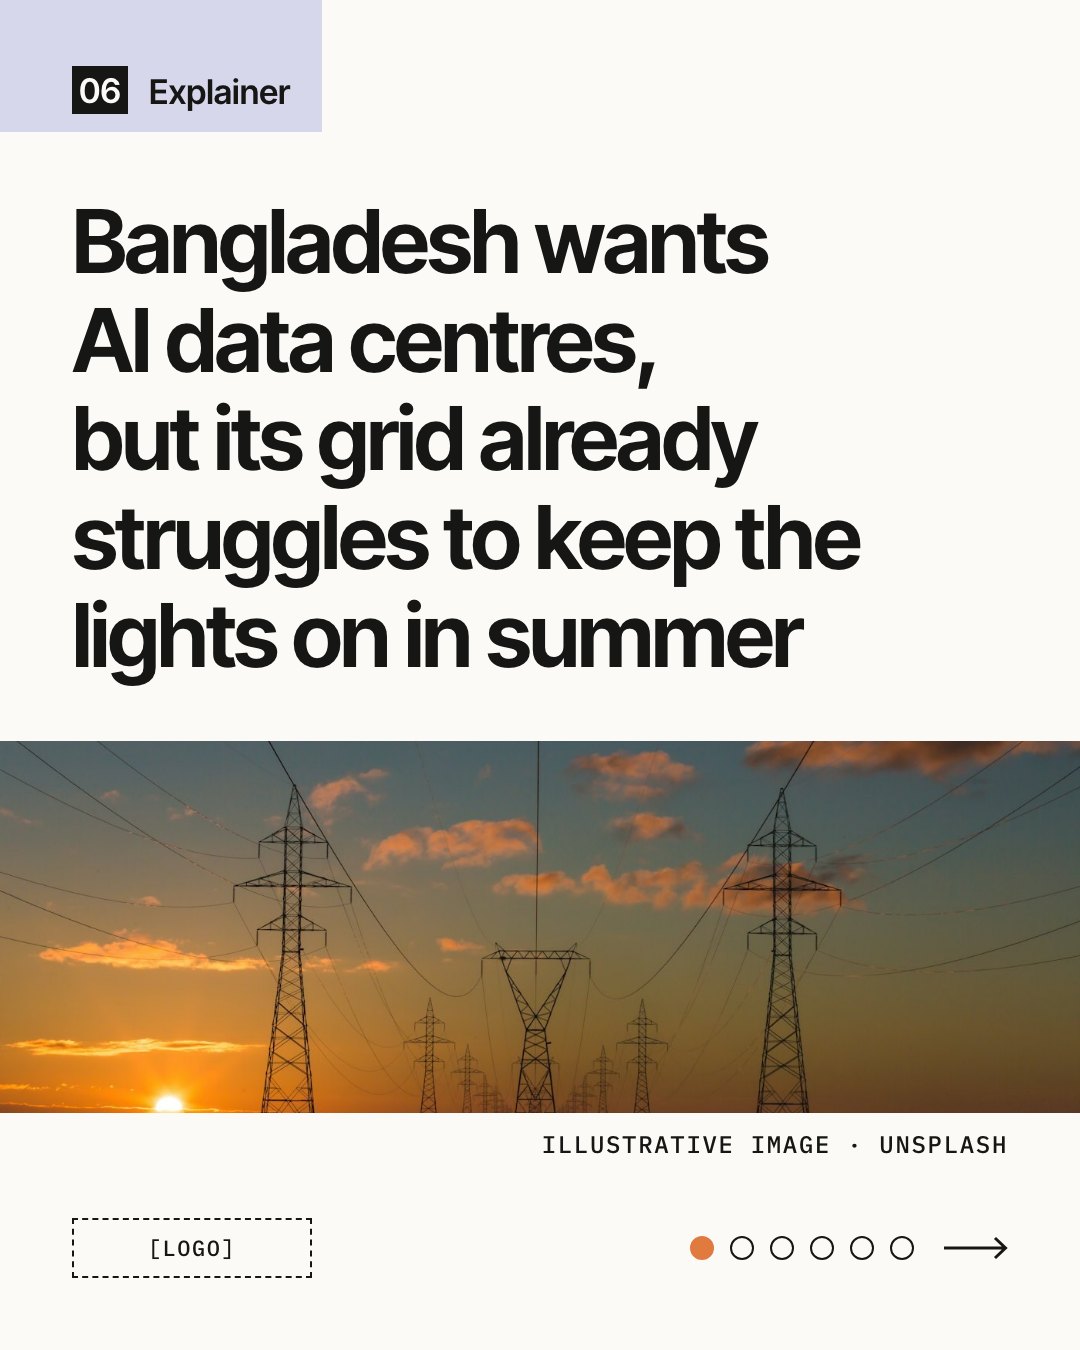 06 Explainer
Bangladesh wants
AI data centres,
but its grid already
struggles to keep the
lights on in summer
ILLUSTRATIVE IMAGE · UNSPLASH
[LOGO]